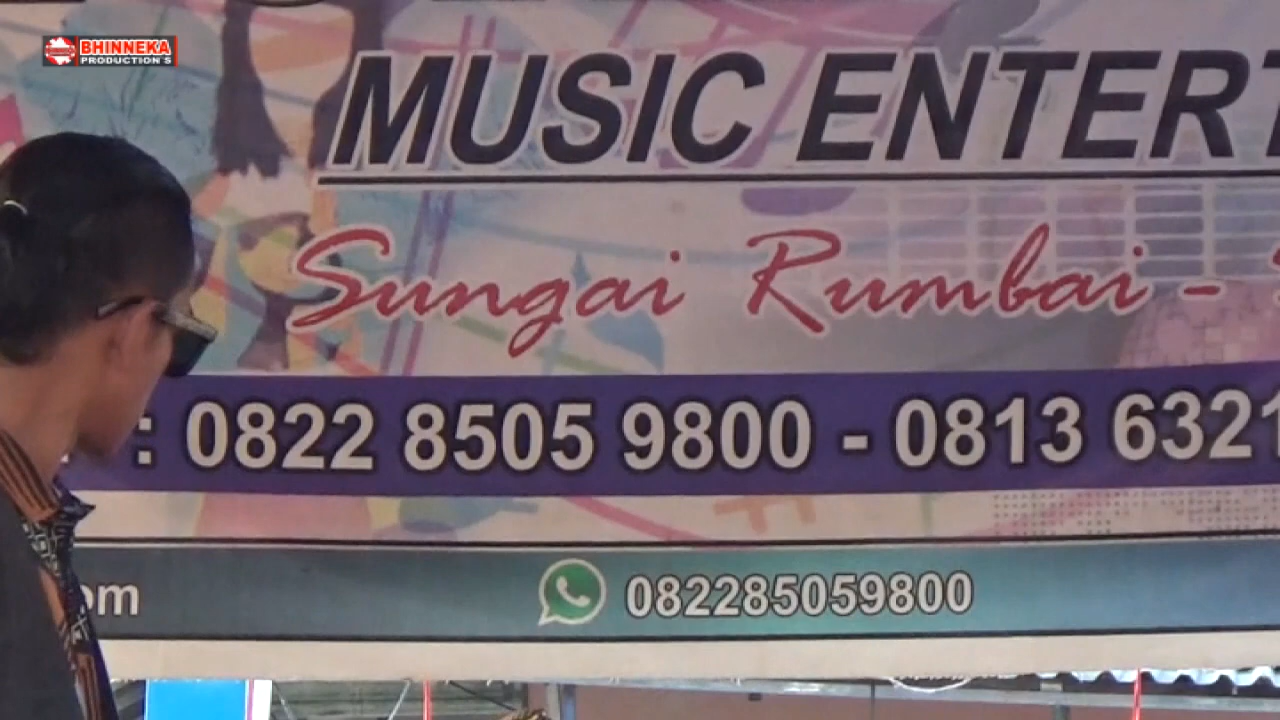 BHINNEKA
PRODUCTION'S
MUSIC ENTERT
Sungai Rumbai -
: 0822 8505 9800 - 0813 6321
om
082285059800